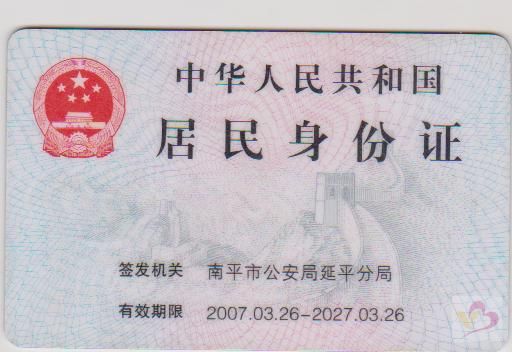 中华人民共和国
居民身份证
签发机关 南平市公安局延平分局
有效期限 2007.03.26-2027.03.26